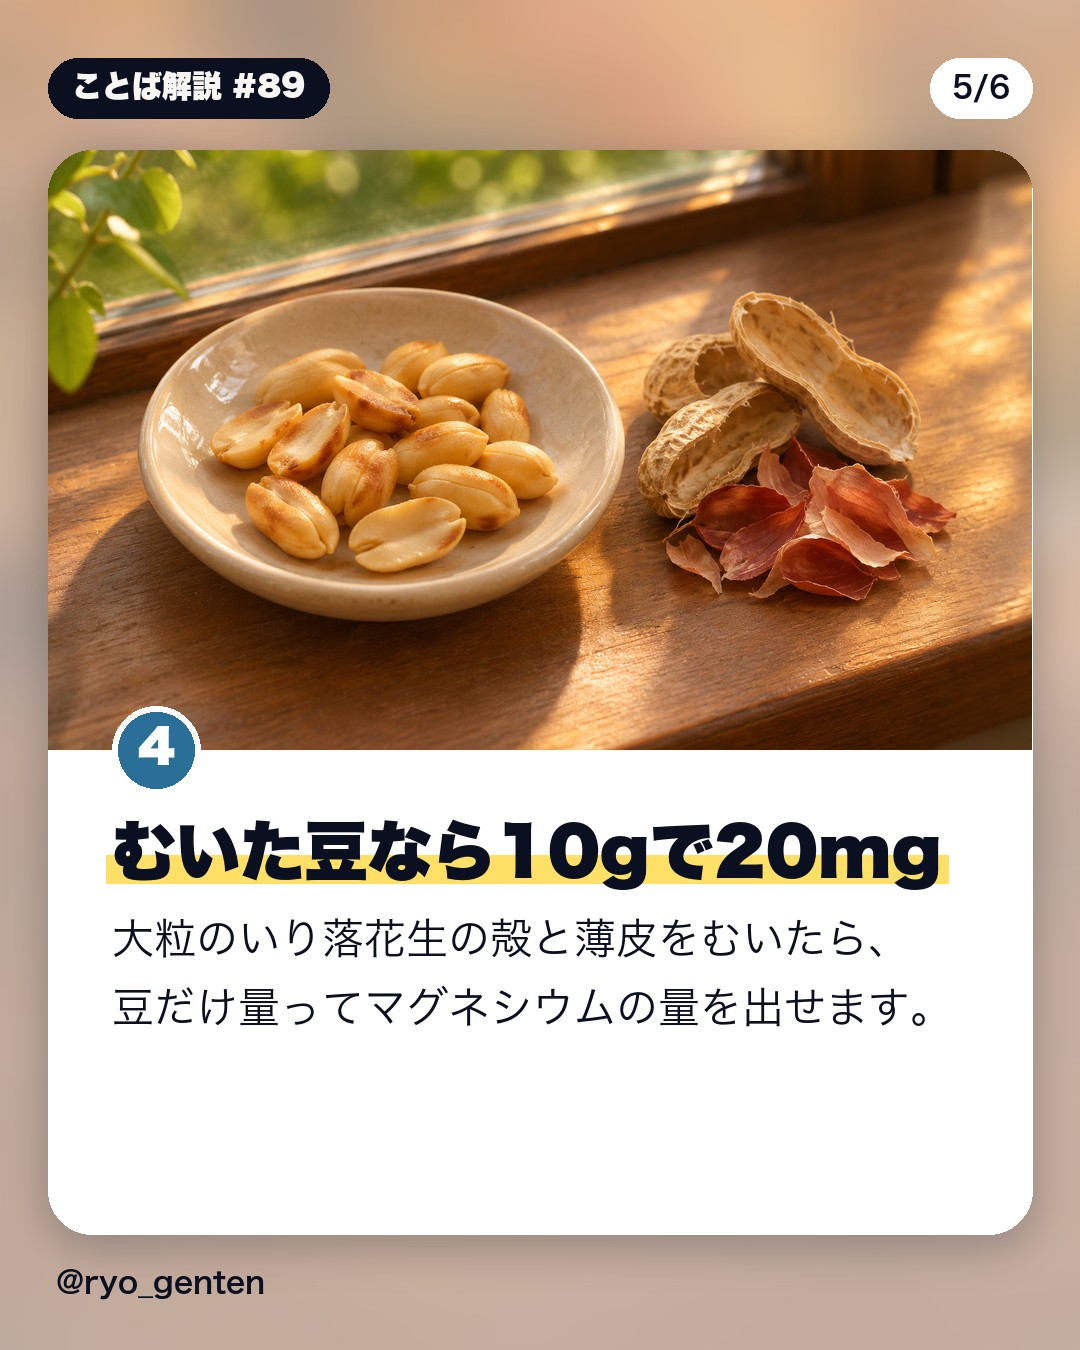 ことば解説 #89
5/6
4
むいた豆なら10gで20mg
大粒のいり落花生の殻と薄皮をむいたら、
豆だけ量ってマグネシウムの量を出せます。
@ryo_genten